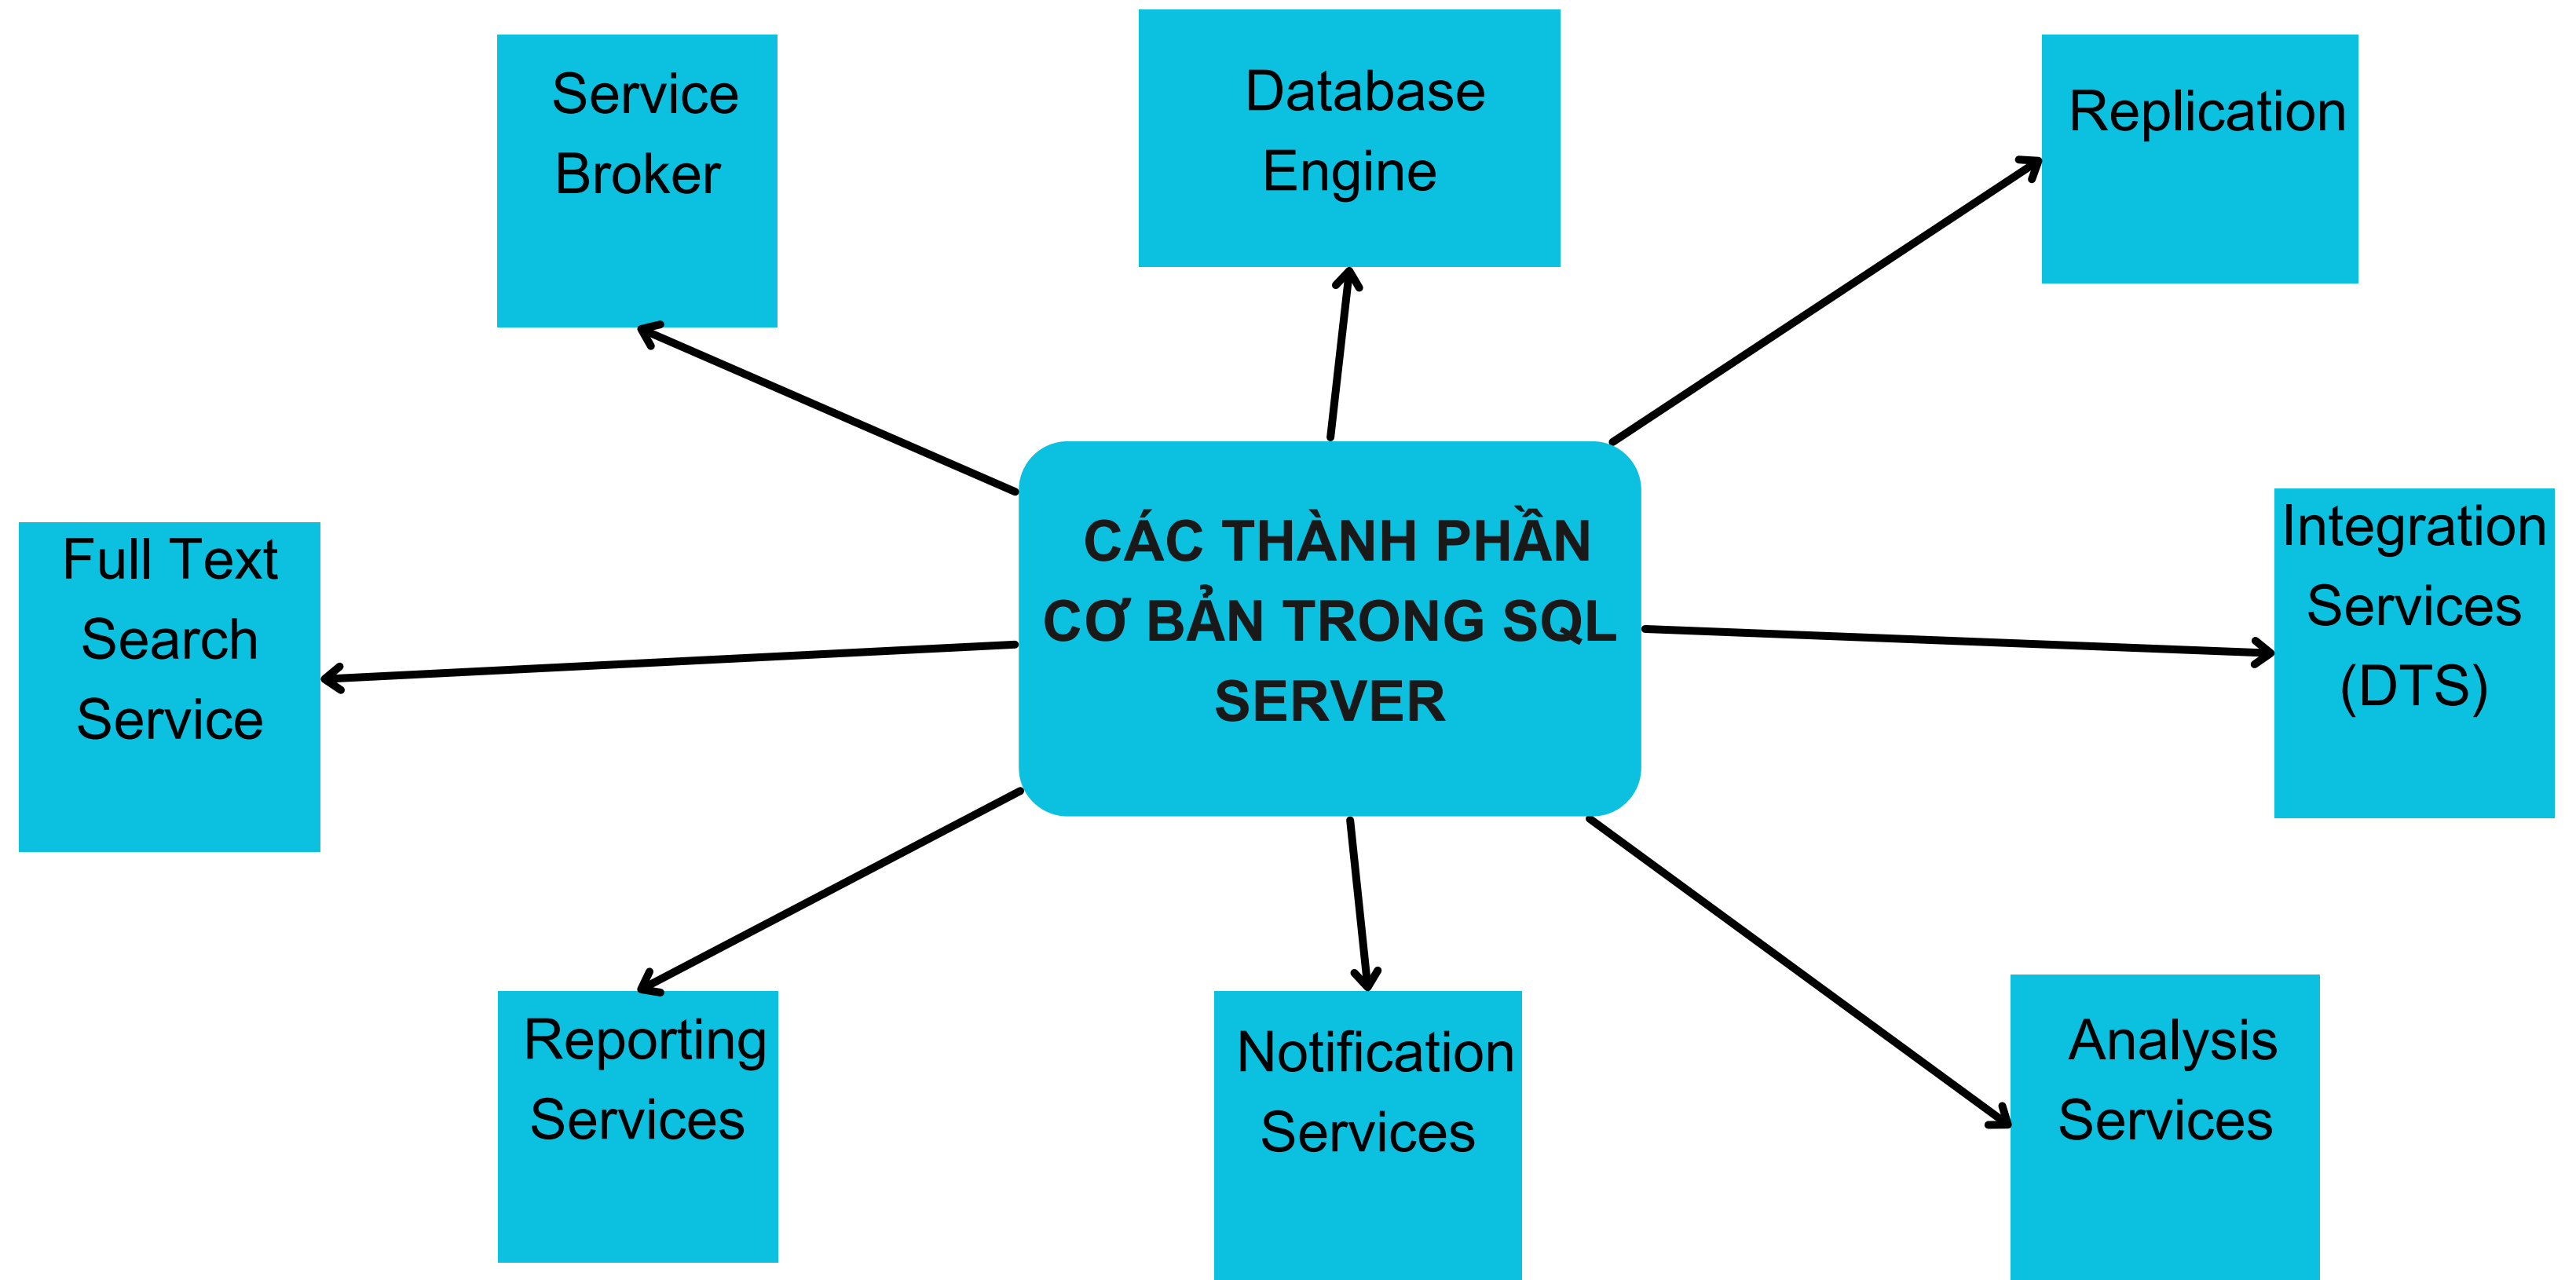 Service
Broker
Database
Engine
Replication
CÁC THÀNH PHẦN
CƠ BẢN TRONG SQL
SERVER
Full Text
Search
Service
Integration
Services
(DTS)
Reporting
Services
Notification
Services
Analysis
Services